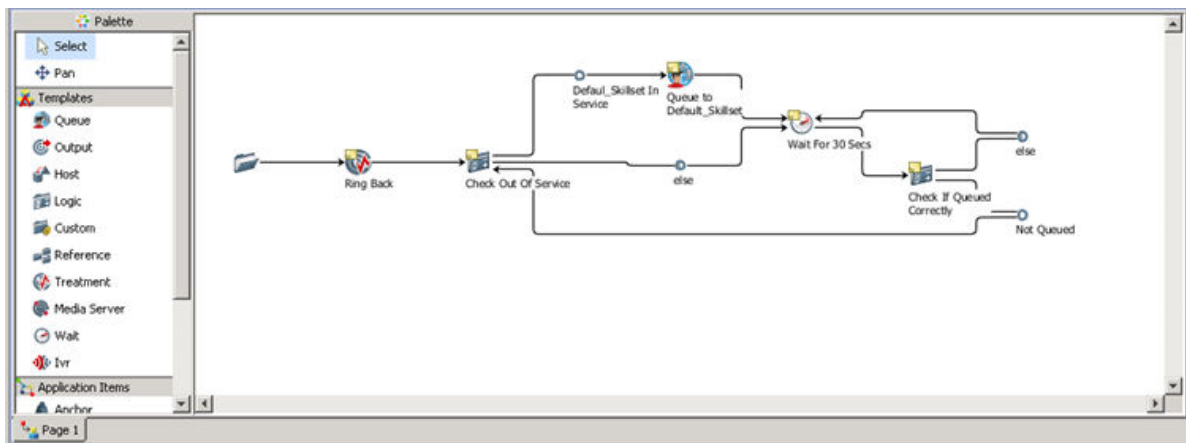 Palette
Select
Pan
Templates
Queue
Output
Host
Logic
Custom
Reference
Treatment
Media Server
Wait
Ivr
Application Items
Anchor
Page 1
Ring Back
Check Out Of Service
Defaul_Skillset In
Service
Queue to
Default_Skillset
else
Wait For 30 Secs
Check If Queued
Correctly
else
Not Queued